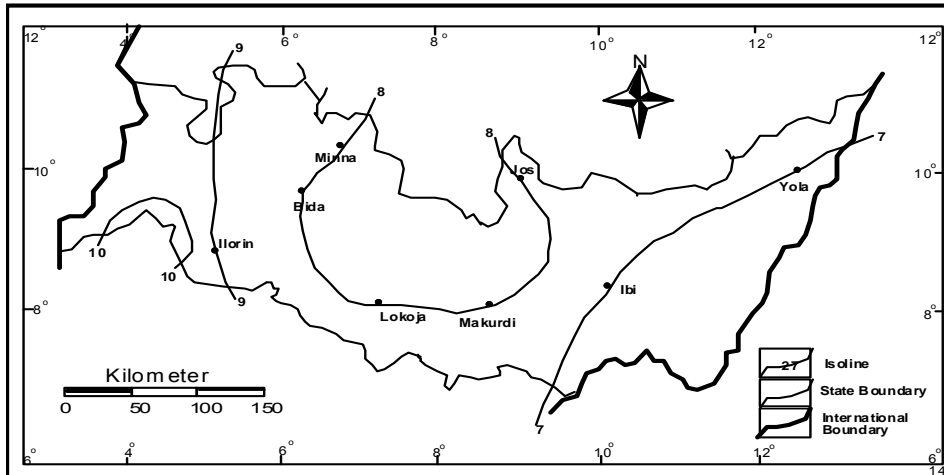 12° 4° 6° 8° 10° 12° 12°
9
8
N
8
7
10° Minna Jos 10°
Yola
Bida
10 Ilorin
10
Ibi
9
8° Lokoja Makurdi 8°
Kilometer
0 50 100 150
27 Isoline
State Boundary
International
Boundary
7
6° 4° 6° 8° 10° 12° 6°
14